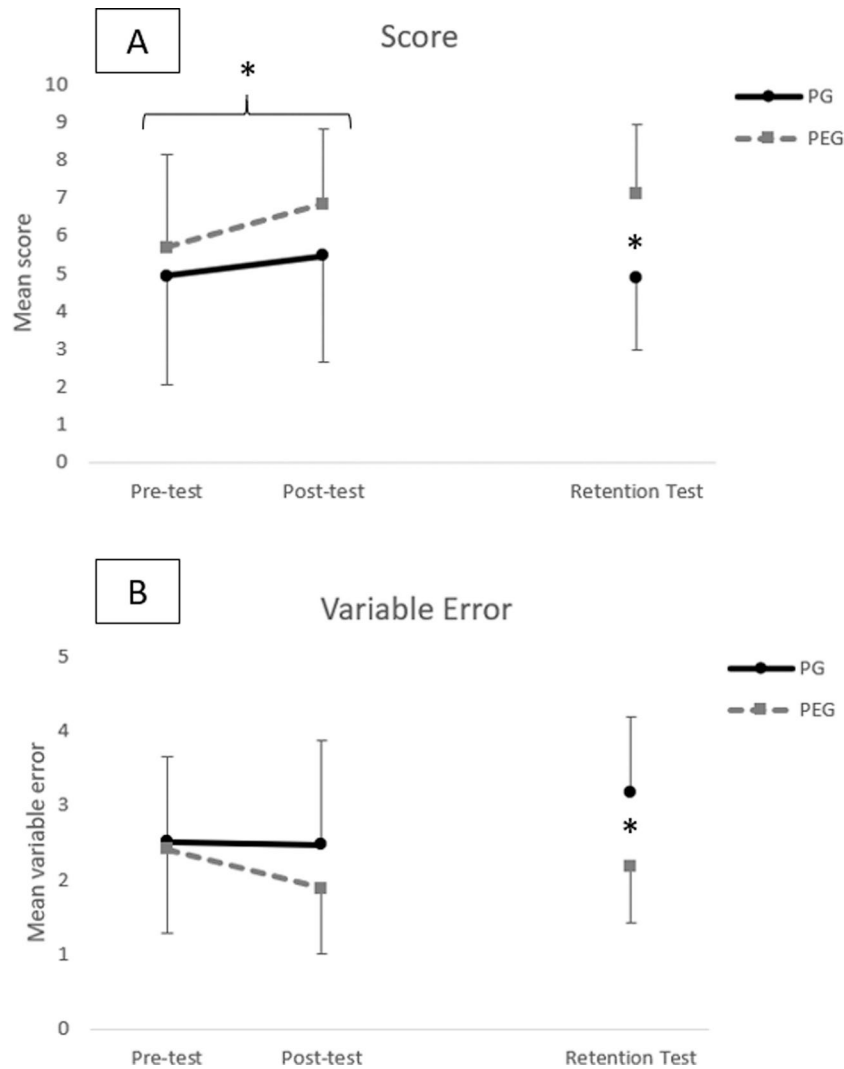 A
Score
*
10
9
8
7
6
5
4
3
2
1
0
Mean score
PG
PEG
*
Pre-test
Post-test
Retention Test
B
Variable Error
5
4
3
2
1
0
Mean variable error
PG
PEG
*
Pre-test
Post-test
Retention Test